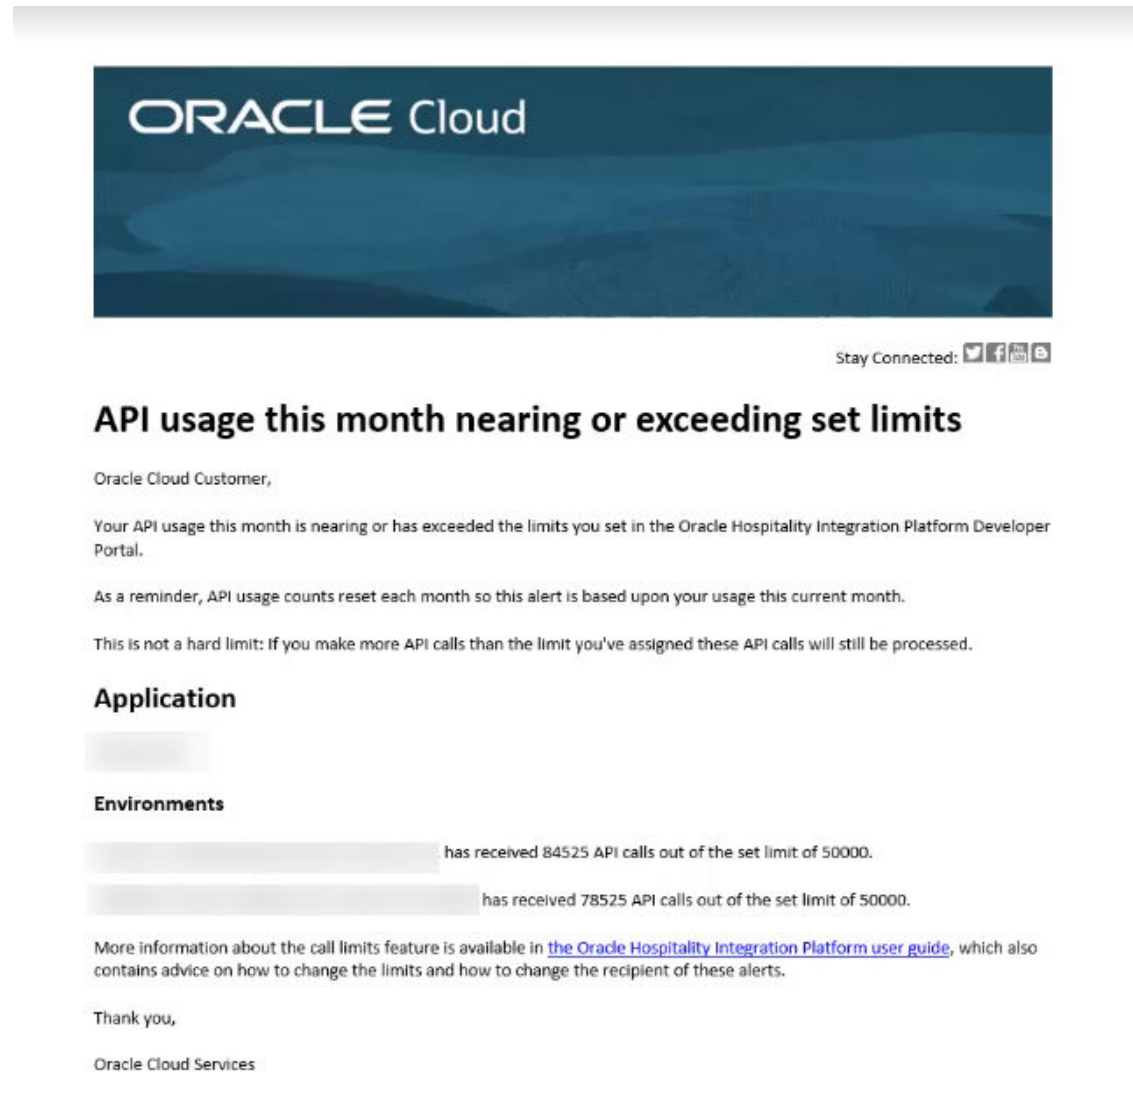 ORACLE Cloud
Stay Connected:
API usage this month nearing or exceeding set limits
Oracle Cloud Customer,
Your API usage this month is nearing or has exceeded the limits you set in the Oracle Hospitality Integration Platform Developer
Portal.
As a reminder, API usage counts reset each month so this alert is based upon your usage this current month.
This is not a hard limit: If you make more API calls than the limit you've assigned these API calls will still be processed.
Application
Environments
has received 84525 API calls out of the set limit of 50000.
has received 78525 API calls out of the set limit of 50000.
More information about the call limits feature is available in the Oracle Hospitality Integration Platform user guide, which also
contains advice on how to change the limits and how to change the recipient of these alerts.
Thank you,
Oracle Cloud Services